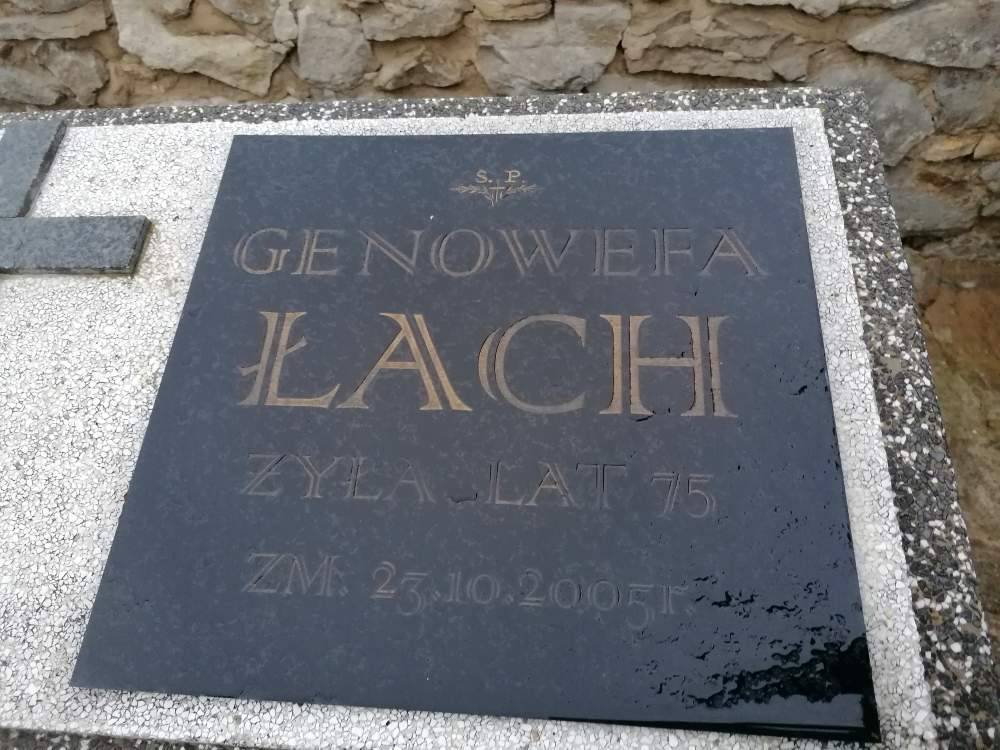 S. P.
GENOWEFA
ŁACH
ŻYŁA LAT 75
ZM. 23.10.2005r.